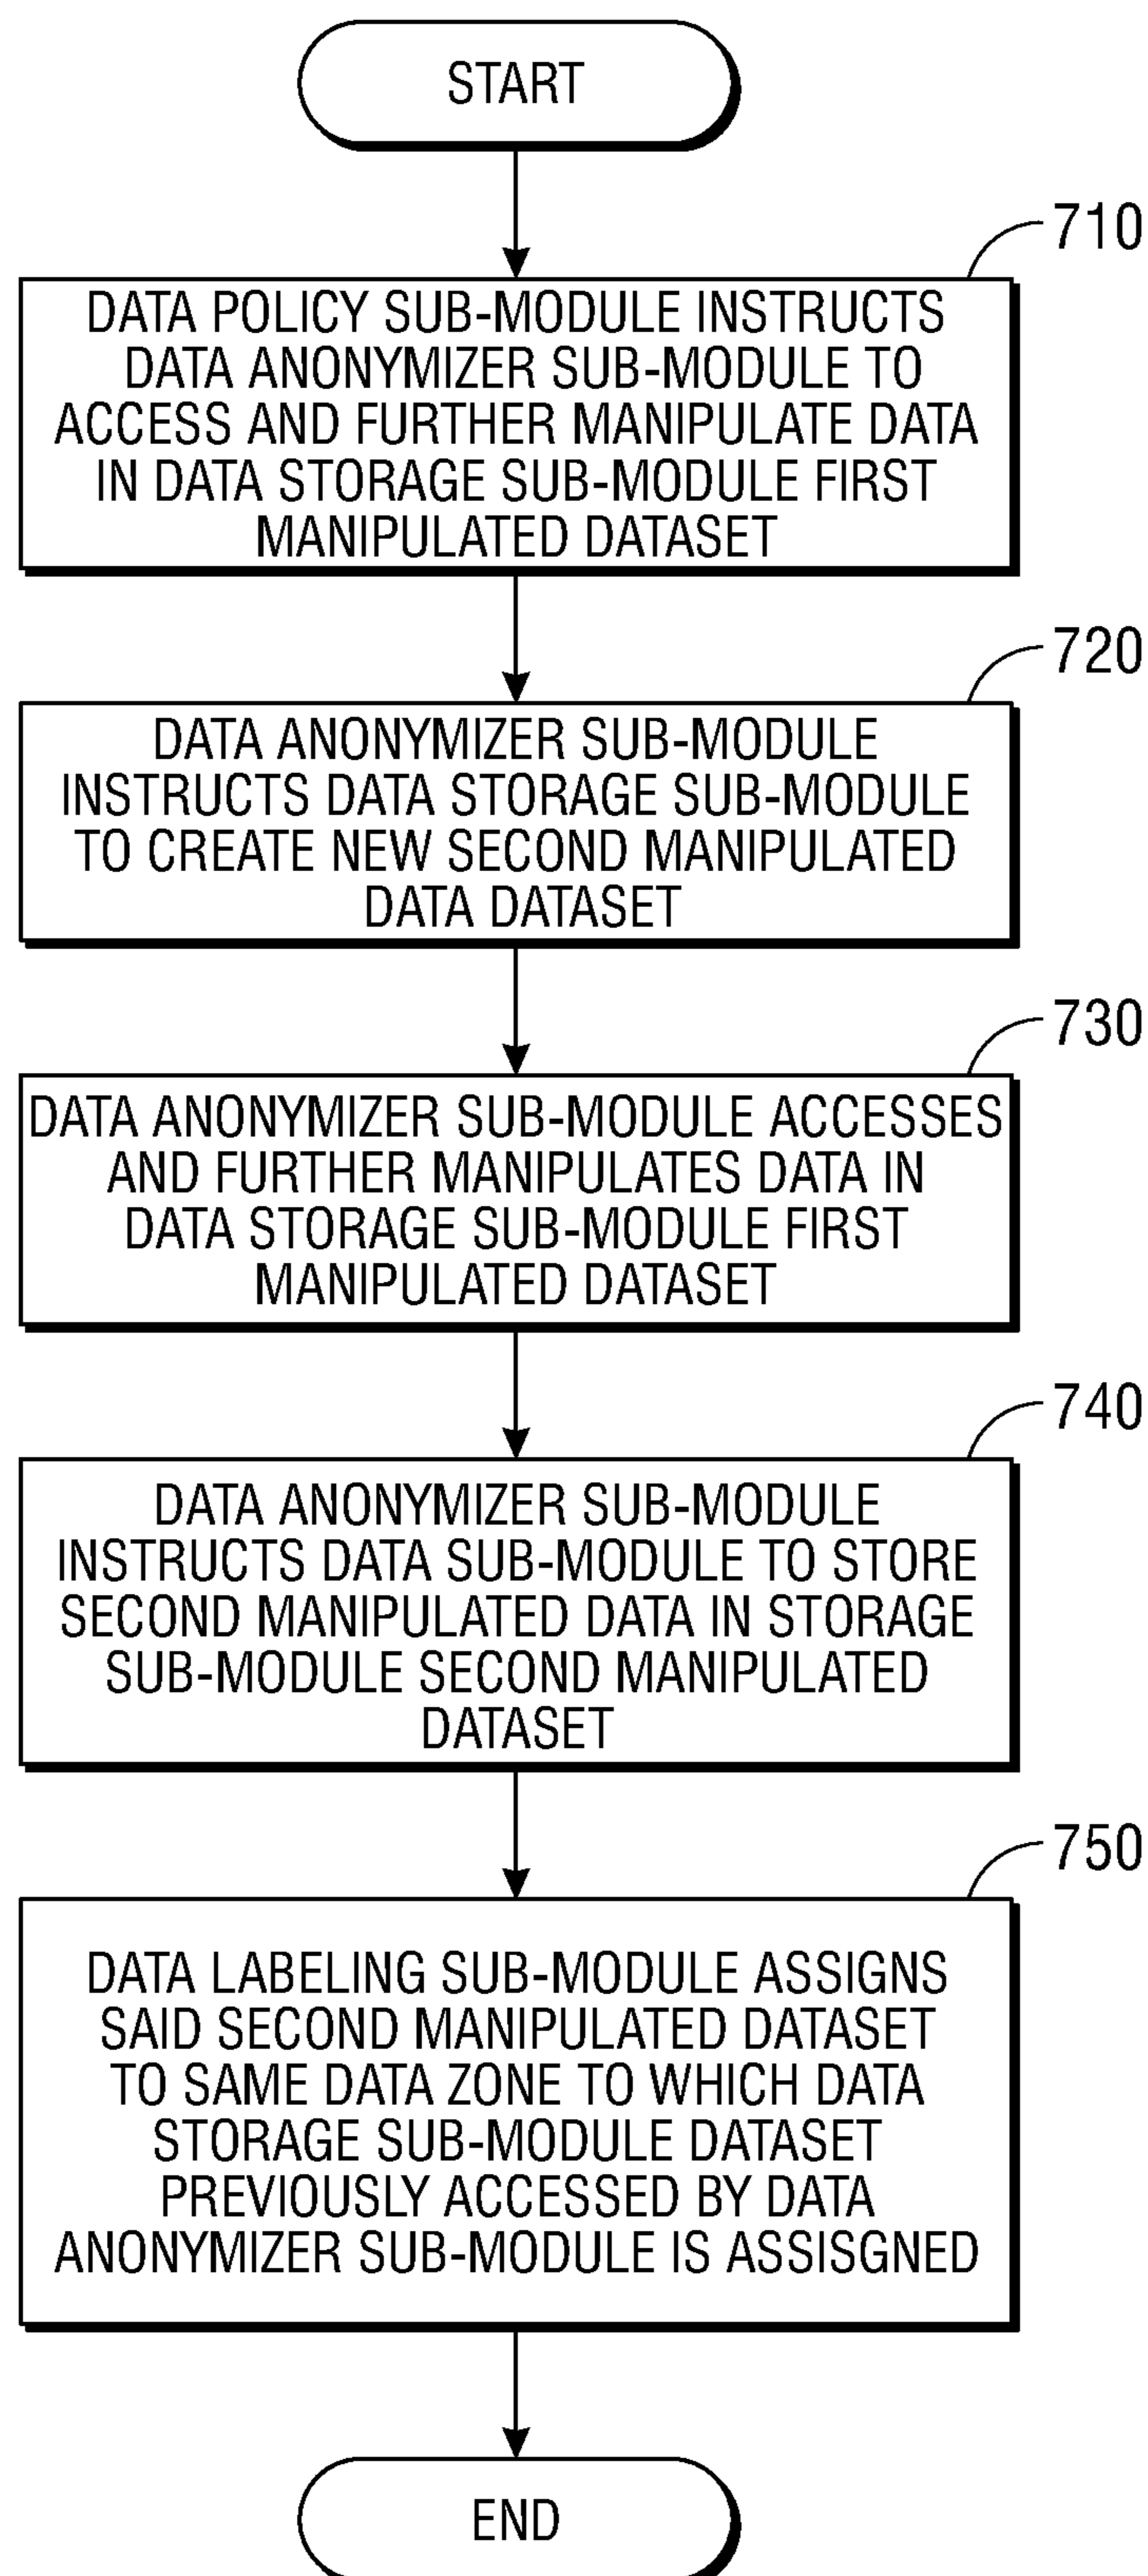 START
710
DATA POLICY SUB-MODULE INSTRUCTS
DATA ANONYMIZER SUB-MODULE TO
ACCESS AND FURTHER MANIPULATE DATA
IN DATA STORAGE SUB-MODULE FIRST
MANIPULATED DATASET
720
DATA ANONYMIZER SUB-MODULE
INSTRUCTS DATA STORAGE SUB-MODULE
TO CREATE NEW SECOND MANIPULATED
DATA DATASET
730
DATA ANONYMIZER SUB-MODULE ACCESSES
AND FURTHER MANIPULATES DATA IN
DATA STORAGE SUB-MODULE FIRST
MANIPULATED DATASET
740
DATA ANONYMIZER SUB-MODULE
INSTRUCTS DATA SUB-MODULE TO STORE
SECOND MANIPULATED DATA IN STORAGE
SUB-MODULE SECOND MANIPULATED
DATASET
750
DATA LABELING SUB-MODULE ASSIGNS
SAID SECOND MANIPULATED DATASET
TO SAME DATA ZONE TO WHICH DATA
STORAGE SUB-MODULE DATASET
PREVIOUSLY ACCESSED BY DATA
ANONYMIZER SUB-MODULE IS ASSISGNED
END